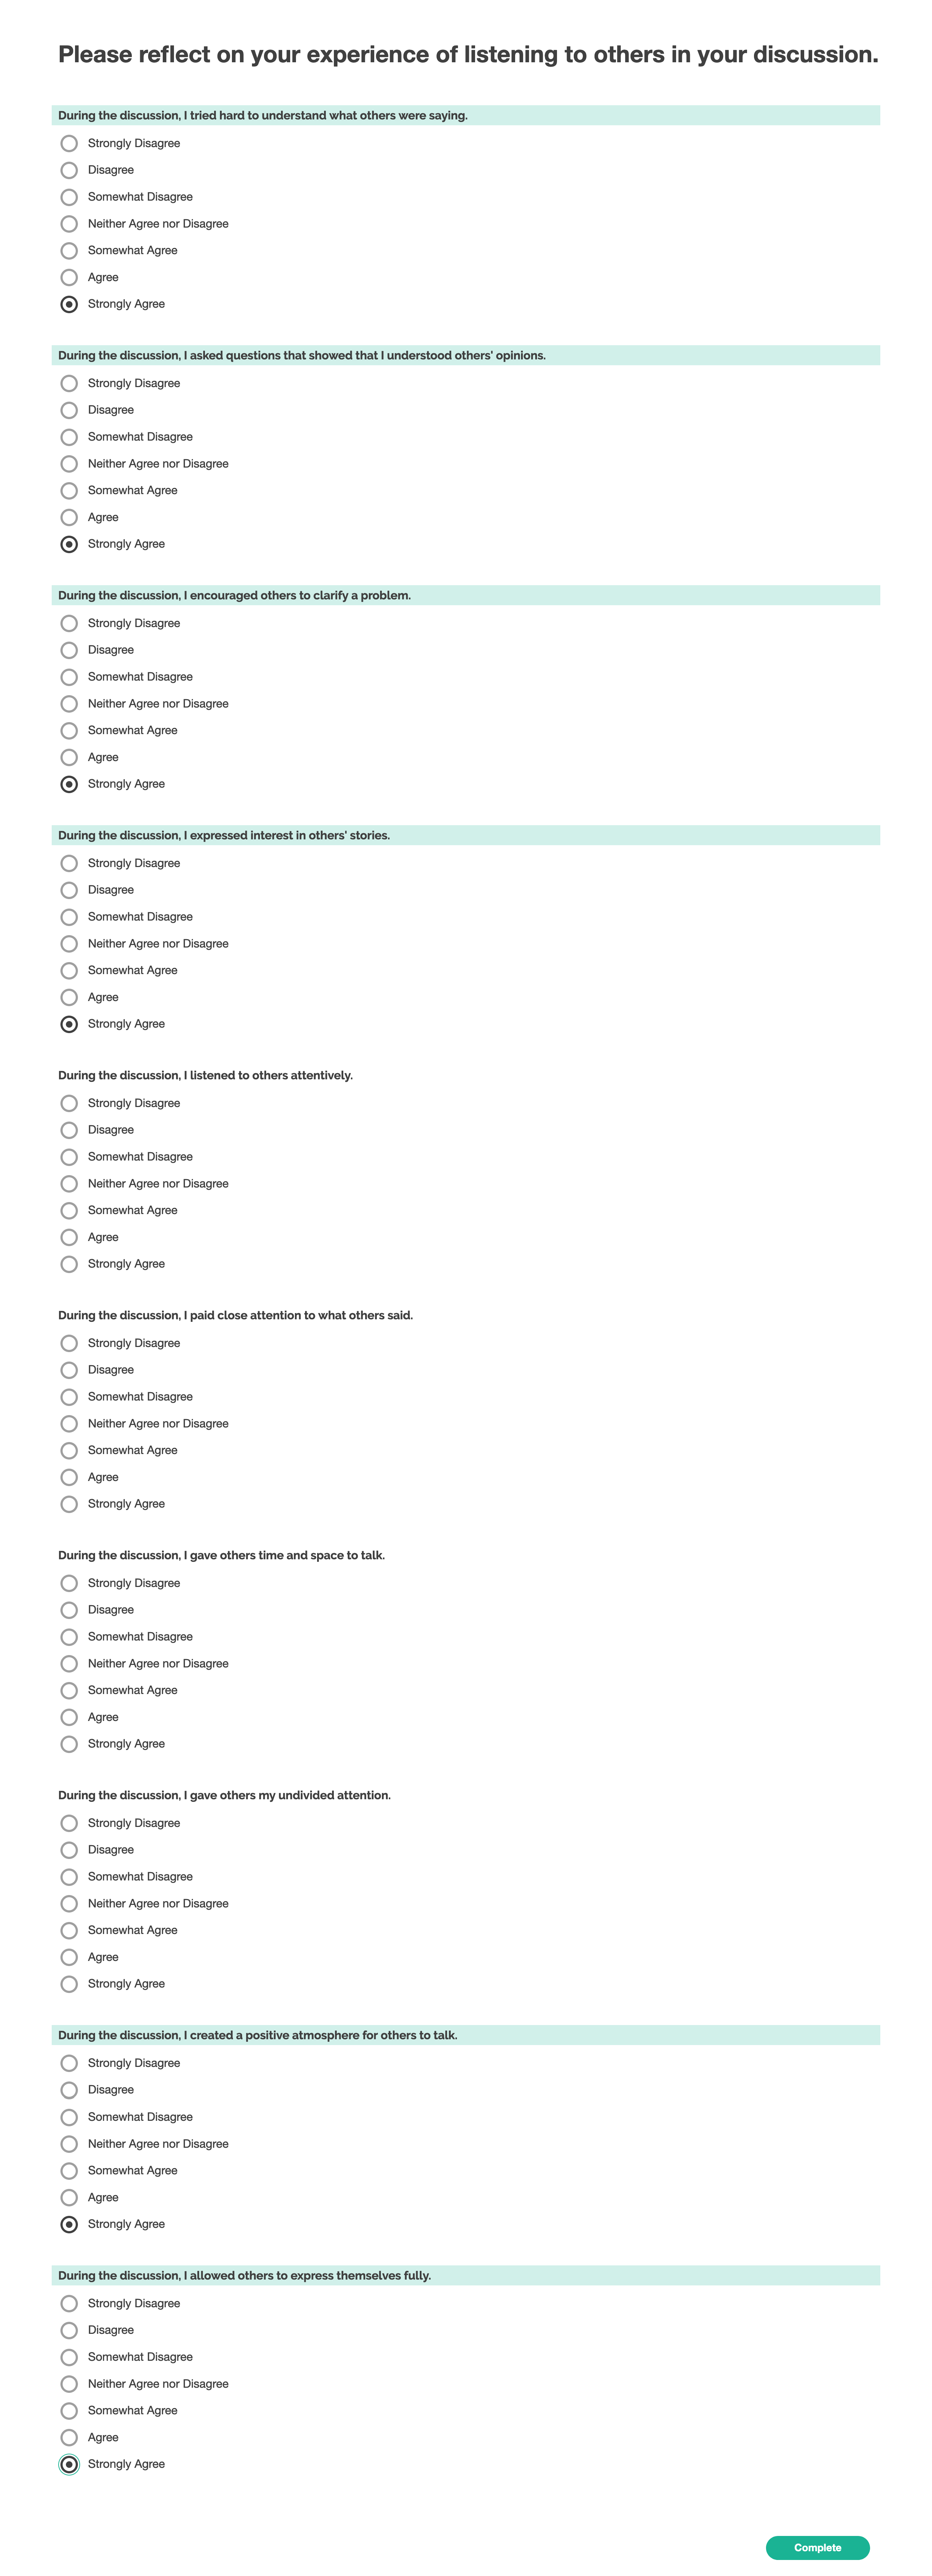 Please reflect on your experience of listening to others in your discussion.
During the discussion, I tried hard to understand what others were saying.
Strongly Disagree
Disagree
Somewhat Disagree
Neither Agree nor Disagree
Somewhat Agree
Agree
Strongly Agree
During the discussion, I asked questions that showed that I understood others' opinions.
Strongly Disagree
Disagree
Somewhat Disagree
Neither Agree nor Disagree
Somewhat Agree
Agree
Strongly Agree
During the discussion, I encouraged others to clarify a problem.
Strongly Disagree
Disagree
Somewhat Disagree
Neither Agree nor Disagree
Somewhat Agree
Agree
Strongly Agree
During the discussion, I expressed interest in others' stories.
Strongly Disagree
Disagree
Somewhat Disagree
Neither Agree nor Disagree
Somewhat Agree
Agree
Strongly Agree
During the discussion, I listened to others attentively.
Strongly Disagree
Disagree
Somewhat Disagree
Neither Agree nor Disagree
Somewhat Agree
Agree
Strongly Agree
During the discussion, I paid close attention to what others said.
Strongly Disagree
Disagree
Somewhat Disagree
Neither Agree nor Disagree
Somewhat Agree
Agree
Strongly Agree
During the discussion, I gave others time and space to talk.
Strongly Disagree
Disagree
Somewhat Disagree
Neither Agree nor Disagree
Somewhat Agree
Agree
Strongly Agree
During the discussion, I gave others my undivided attention.
Strongly Disagree
Disagree
Somewhat Disagree
Neither Agree nor Disagree
Somewhat Agree
Agree
Strongly Agree
During the discussion, I created a positive atmosphere for others to talk.
Strongly Disagree
Disagree
Somewhat Disagree
Neither Agree nor Disagree
Somewhat Agree
Agree
Strongly Agree
During the discussion, I allowed others to express themselves fully.
Strongly Disagree
Disagree
Somewhat Disagree
Neither Agree nor Disagree
Somewhat Agree
Agree
Strongly Agree
Complete